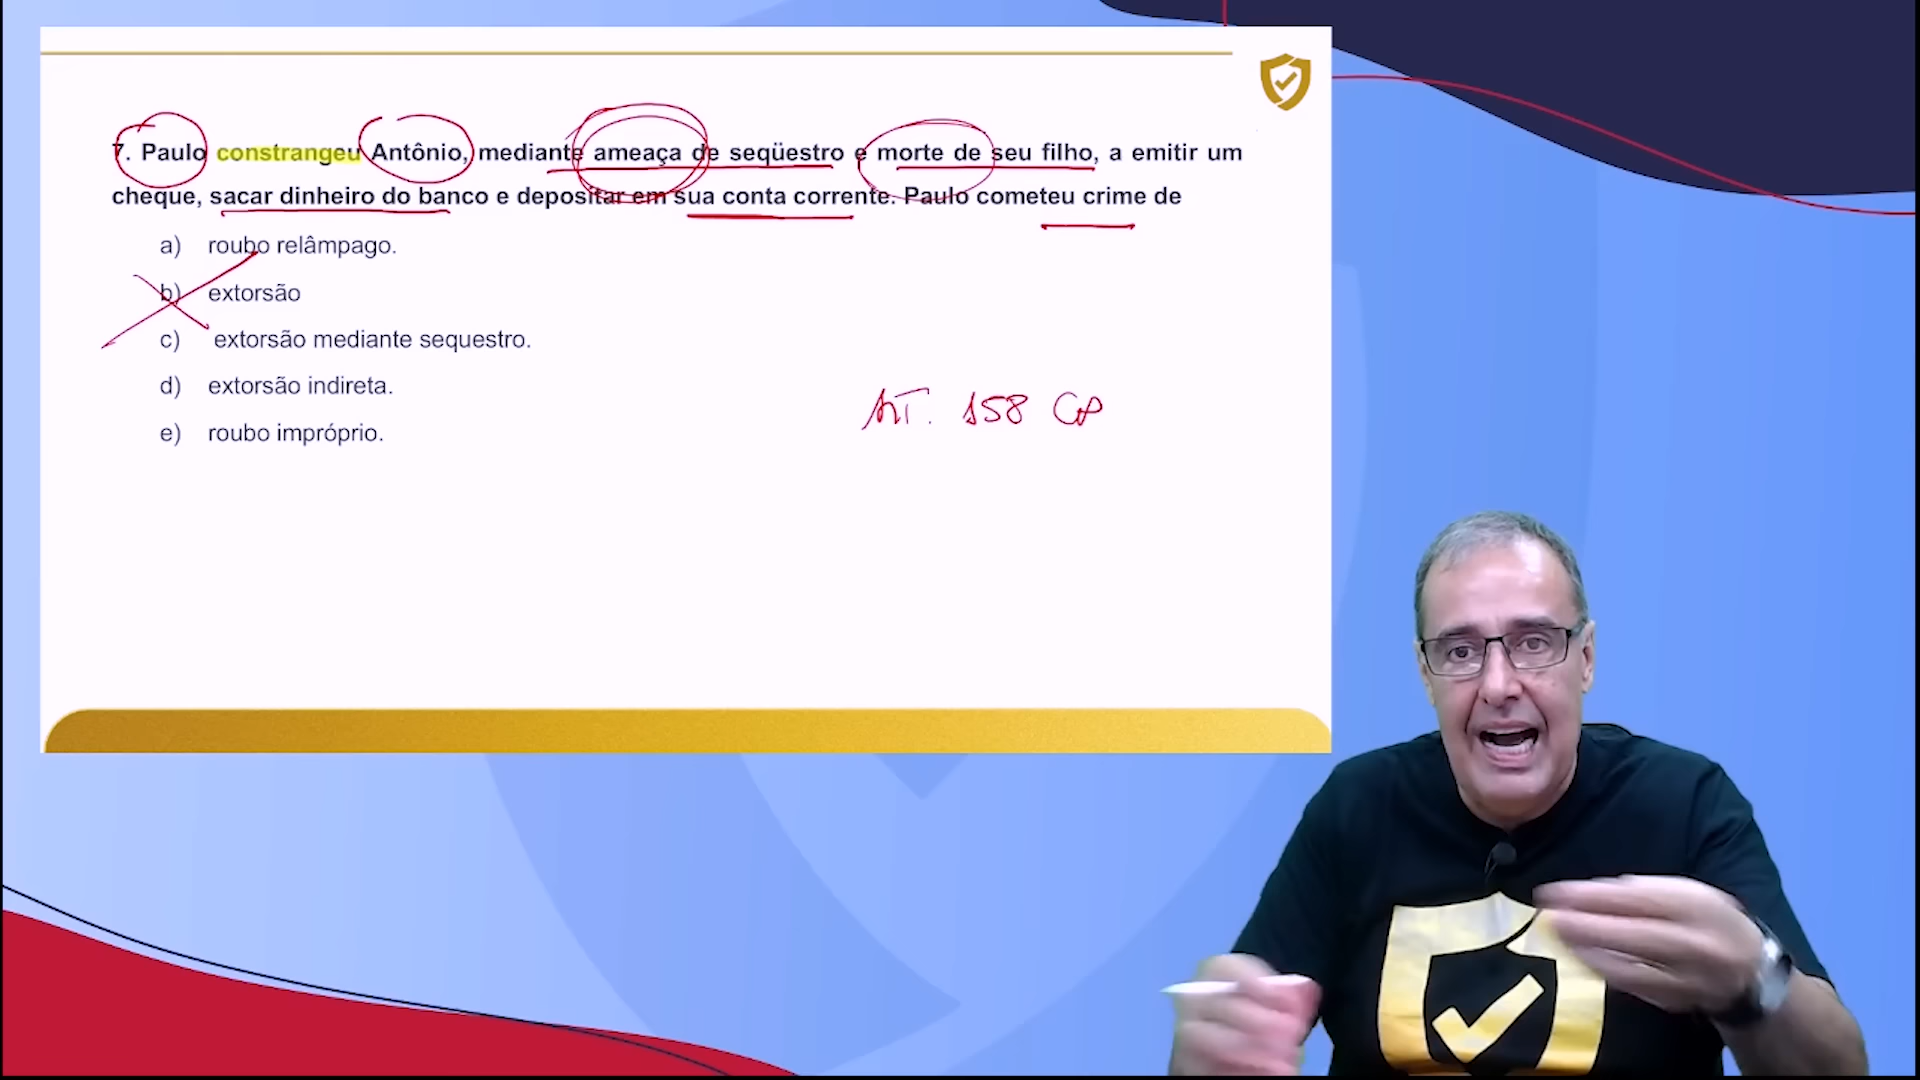 7. Paulo constrangeu Antônio, mediante ameaça de seqüestro e morte de seu filho, a emitir um
cheque, sacar dinheiro do banco e depositar em sua conta corrente. Paulo cometeu crime de
a) roubo relâmpago.
b) extorsão
c) extorsão mediante sequestro.
d) extorsão indireta.
e) roubo impróprio.
ART. 158 CP